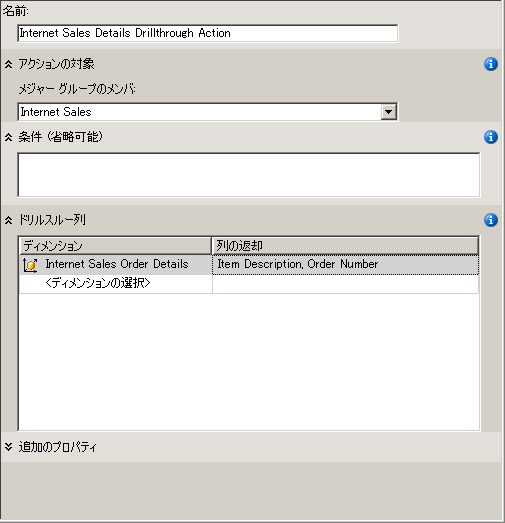 名前:
Internet Sales Details Drillthrough Action
アクションの対象
メジャー グループのメンバ:
Internet Sales
条件 (省略可能)
ドリルスルー列
ディメンション 列の返却
Internet Sales Order Details Item Description, Order Number
<ディメンションの選択>
追加のプロパティ